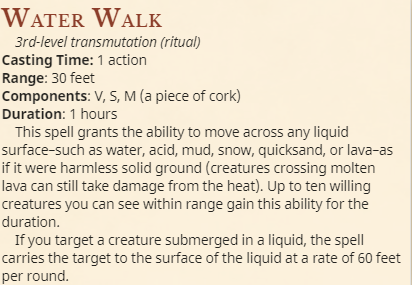 WATER WALK
3rd-level transmutation (ritual)
Casting Time: 1 action
Range: 30 feet
Components: V, S, M (a piece of cork)
Duration: 1 hours
This spell grants the ability to move across any liquid
surface–such as water, acid, mud, snow, quicksand, or lava–as
if it were harmless solid ground (creatures crossing molten
lava can still take damage from the heat). Up to ten willing
creatures you can see within range gain this ability for the
duration.
If you target a creature submerged in a liquid, the spell
carries the target to the surface of the liquid at a rate of 60 feet
per round.